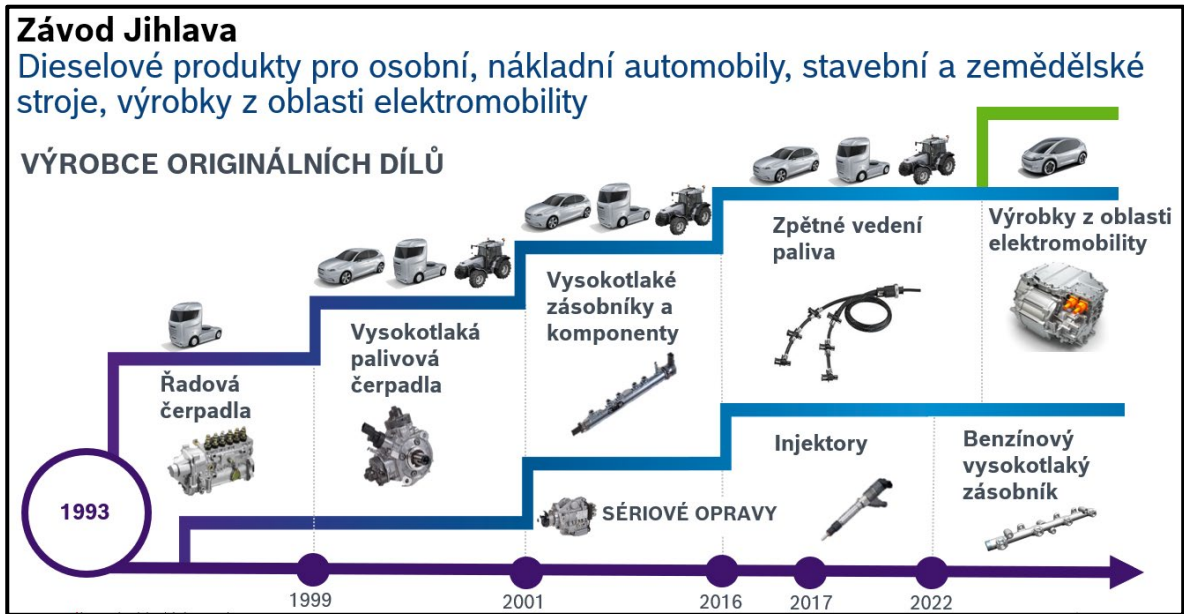 Závod Jihlava
Dieselové produkty pro osobní, nákladní automobily, stavební a zemědělské
stroje, výrobky z oblasti elektromobility
VÝROBCE ORIGINÁLNÍCH DÍLŮ
Řadová
čerpadla
Vysokotlaká
palivová
čerpadla
Vysokotlaké
zásobníky a
komponenty
Zpětné vedení
paliva
Výrobky z oblasti
elektromobility
Injektory
Benzínový
vysokotlaký
zásobník
SÉRIOVÉ OPRAVY
1993
1999
2001
2016
2017
2022